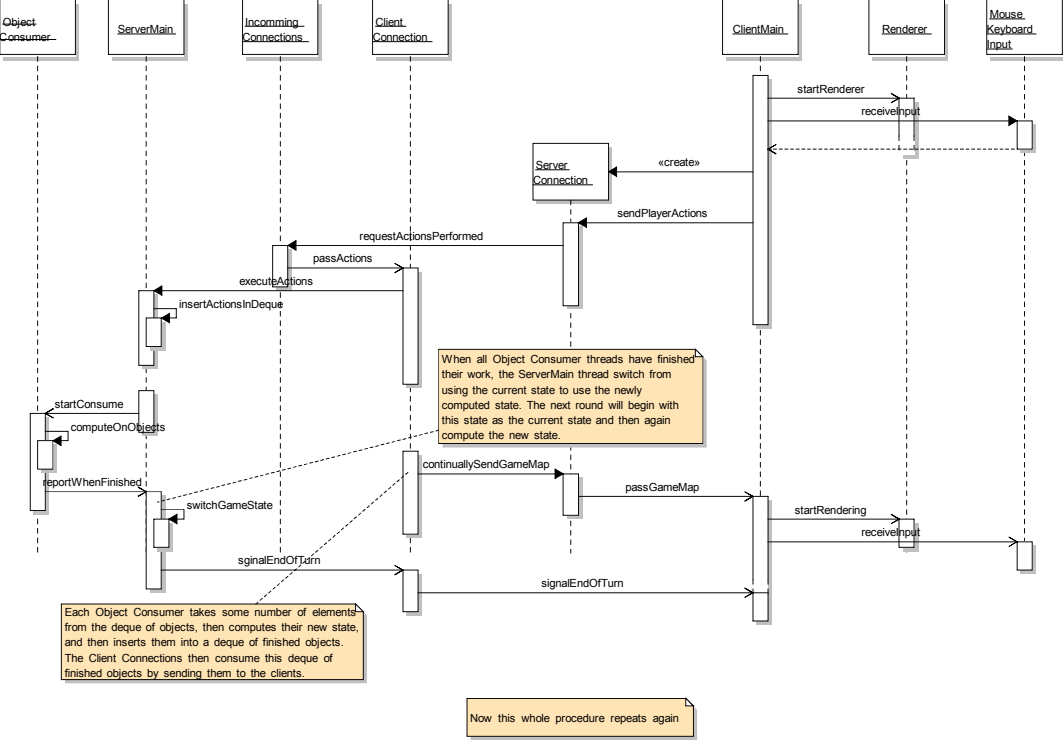 Object
Consumer
ServerMain
Incomming
Connections
Client
Connection
ClientMain
Renderer
Mouse
Keyboard
Input
startRenderer
receiveInput
Server
Connection
«create»
sendPlayerActions
requestActionsPerformed
passActions
executeActions
insertActionsInDeque
When all Object Consumer threads have finished
their work, the ServerMain thread switch from
using the current state to use the newly
computed state. The next round will begin with
this state as the current state and then again
compute the new state.
startConsume
computeOnObjects
continuallySendGameMap
reportWhenFinished
passGameMap
switchGameState
startRendering
receiveInput
sginalEndOfTurn
signalEndOfTurn
Each Object Consumer takes some number of elements
from the deque of objects, then computes their new state,
and then inserts them into a deque of finished objects.
The Client Connections then consume this deque of
finished objects by sending them to the clients.
Now this whole procedure repeats again